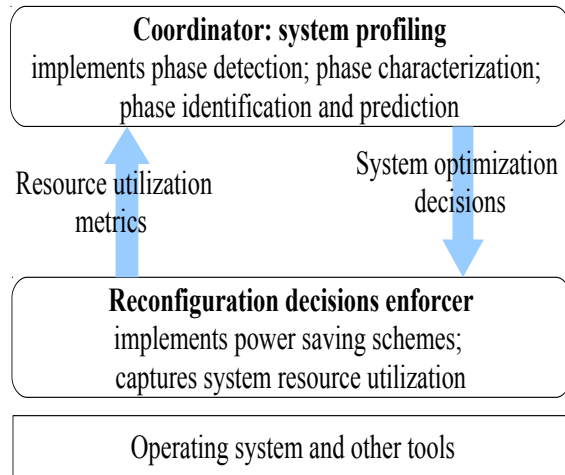 Coordinator: system profiling
implements phase detection; phase characterization;
phase identification and prediction
Resource utilization
metrics
System optimization
decisions
Reconfiguration decisions enforcer
implements power saving schemes;
captures system resource utilization
Operating system and other tools